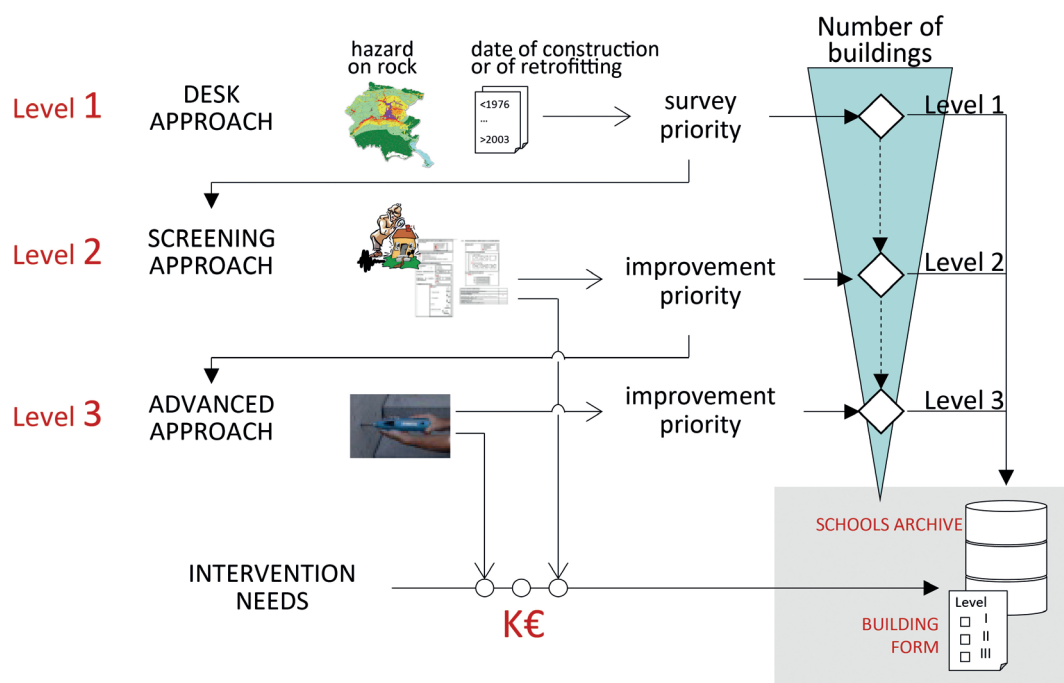 Number of
buildings
hazard
on rock
date of construction
or of retrofitting
Level 1
DESK
APPROACH
<1976
...
>2003
survey
priority
Level 1
Level 2
SCREENING
APPROACH
improvement
priority
Level 2
Level 3
ADVANCED
APPROACH
improvement
priority
Level 3
SCHOOLS ARCHIVE
INTERVENTION
NEEDS
K€
BUILDING
FORM
Level
I
II
III